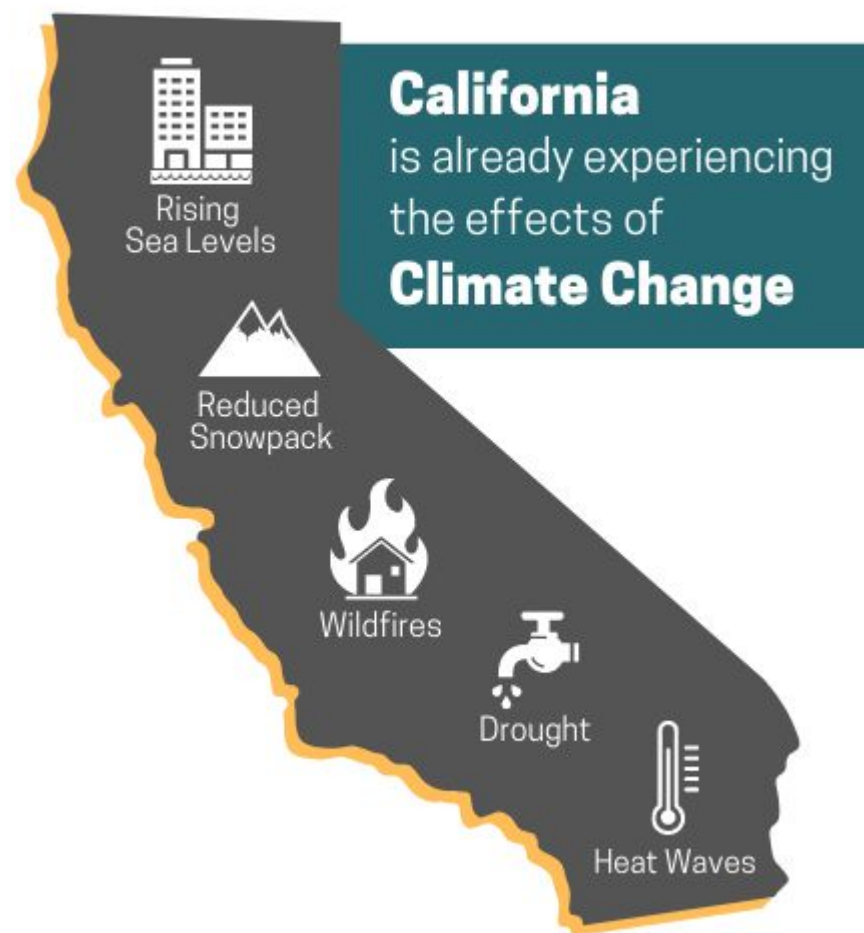 California
is already experiencing
the effects of
Climate Change
Rising
Sea Levels
Reduced
Snowpack
Wildfires
Drought
Heat Waves